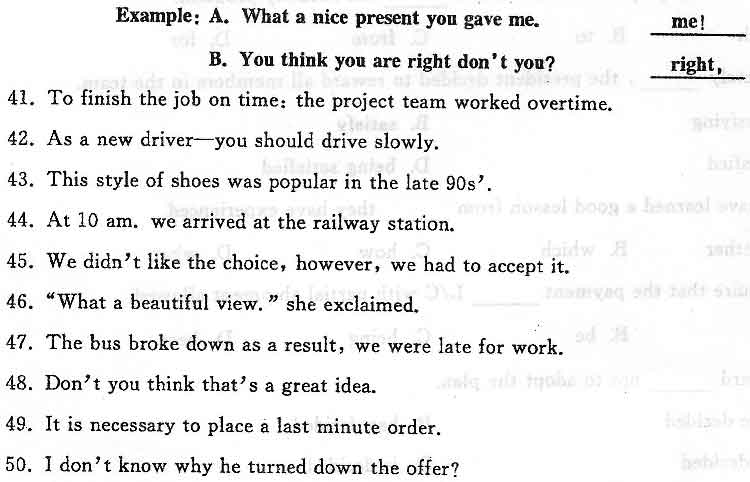 Example: A. What a nice present you gave me. me!
B. You think you are right don't you? right,
41. To finish the job on time: the project team worked overtime.
42. As a new driver—you should drive slowly.
43. This style of shoes was popular in the late 90s'.
44. At 10 am. we arrived at the railway station.
45. We didn't like the choice, however, we had to accept it.
46. “What a beautiful view.” she exclaimed.
47. The bus broke down as a result, we were late for work.
48. Don't you think that's a great idea.
49. It is necessary to place a last minute order.
50. I don't know why he turned down the offer?